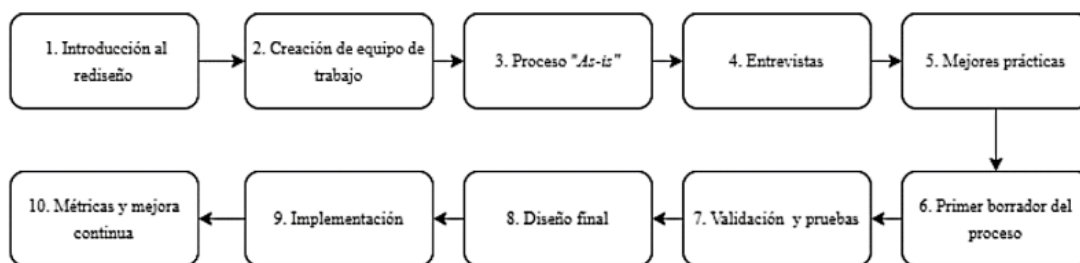 1. Introducción al
rediseño
2. Creación de equipo de
trabajo
3. Proceso "As-is"
4. Entrevistas
5. Mejores prácticas
6. Primer borrador del
proceso
7. Validación y pruebas
8. Diseño final
9. Implementación
10. Métricas y mejora
continua